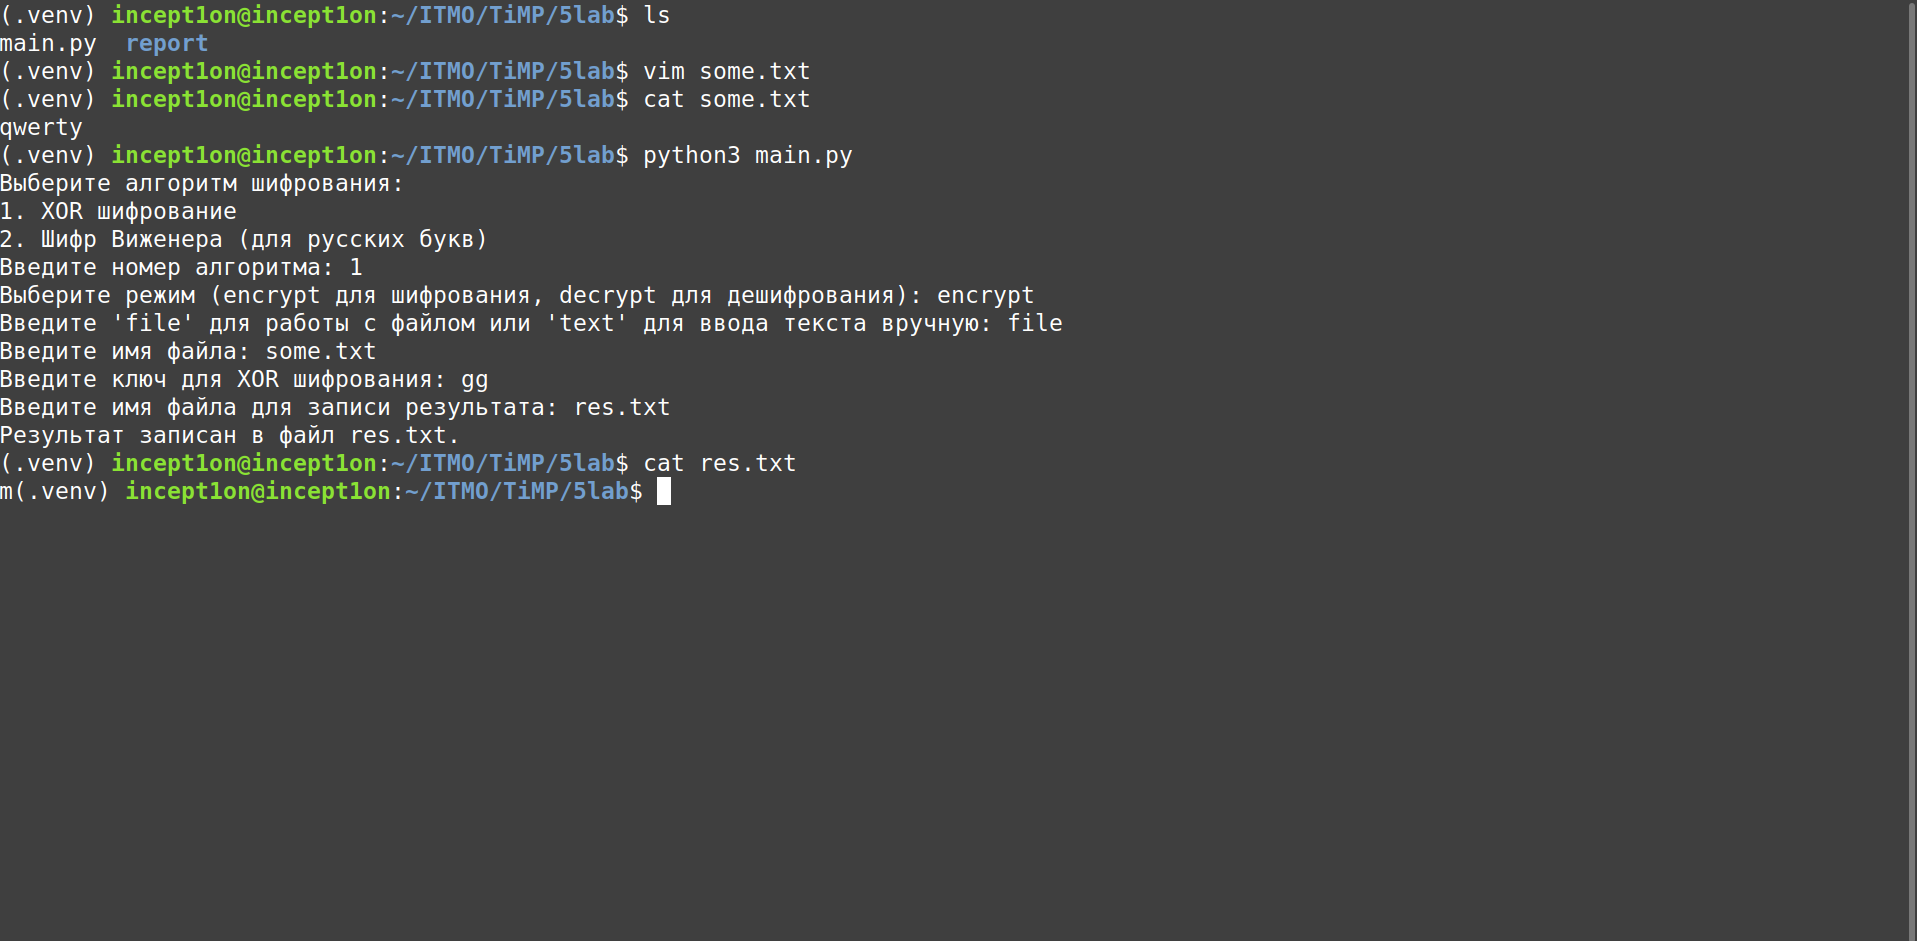 (.venv) incept1on@incept1on:~/ITMO/TiMP/5lab$ ls
main.py  report
(.venv) incept1on@incept1on:~/ITMO/TiMP/5lab$ vim some.txt
(.venv) incept1on@incept1on:~/ITMO/TiMP/5lab$ cat some.txt
qwerty
(.venv) incept1on@incept1on:~/ITMO/TiMP/5lab$ python3 main.py
Выберите алгоритм шифрования:
1. XOR шифрование
2. Шифр Виженера (для русских букв)
Введите номер алгоритма: 1
Выберите режим (encrypt для шифрования, decrypt для дешифрования): encrypt
Введите 'file' для работы с файлом или 'text' для ввода текста вручную: file
Введите имя файла: some.txt
Введите ключ для XOR шифрования: gg
Введите имя файла для записи результата: res.txt
Результат записан в файл res.txt.
(.venv) incept1on@incept1on:~/ITMO/TiMP/5lab$ cat res.txt
m(.venv) incept1on@incept1on:~/ITMO/TiMP/5lab$